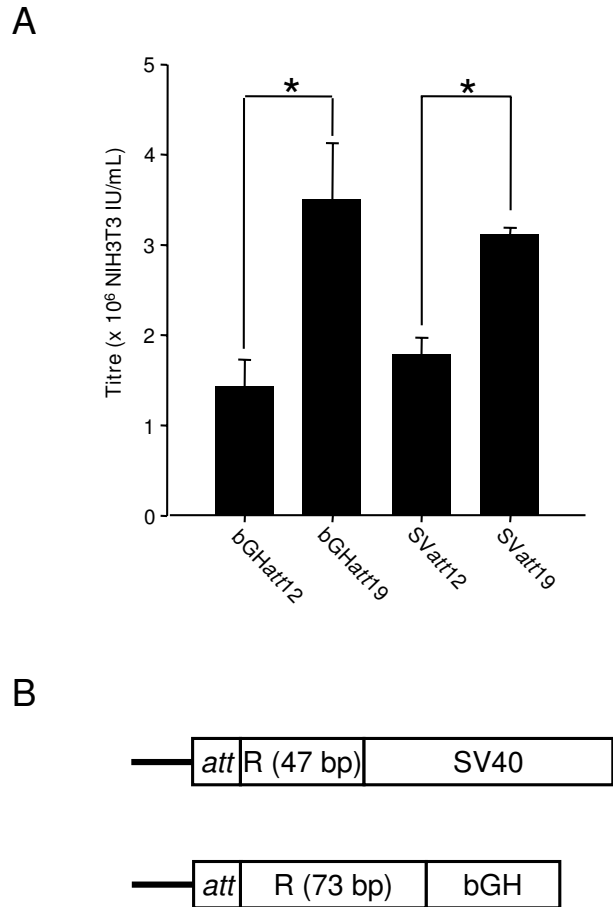 A
5
4
3
2
1
0
Titre (x 10⁶ NIH3T3 IU/mL)
* *
bGHatt12
bGHatt19
SVatt12
SVatt19
B
att R (47 bp) SV40
att R (73 bp) bGH